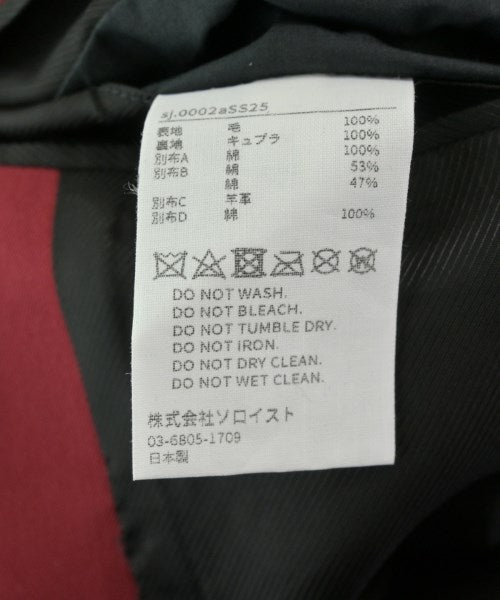 sj.0002aSS25
表地 毛 100%
裏地 キュプラ 100%
別布A 綿 100%
別布B 絹 53%
綿 47%
別布C 羊革
別布D 綿 100%
DO NOT WASH.
DO NOT BLEACH.
DO NOT TUMBLE DRY.
DO NOT IRON.
DO NOT DRY CLEAN.
DO NOT WET CLEAN.
株式会社ソロイスト
03-6805-1709
日本製